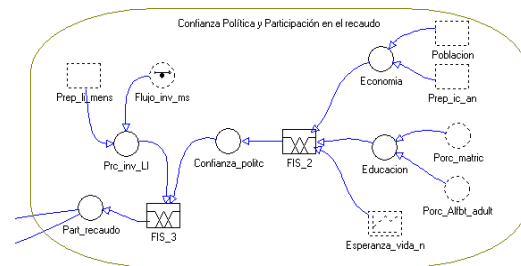 Confianza Política y Participación en el recaudo
Poblacion
Economia
Prep_li_mens
Flujo_inv_ms
Prep_ic_an
Prc_inv_LI
Confianza_politc
FIS_2
Educacion
Porc_matric
Porc_Alfbt_adult
Part_recaudo
FIS_3
Esperanza_vida_n